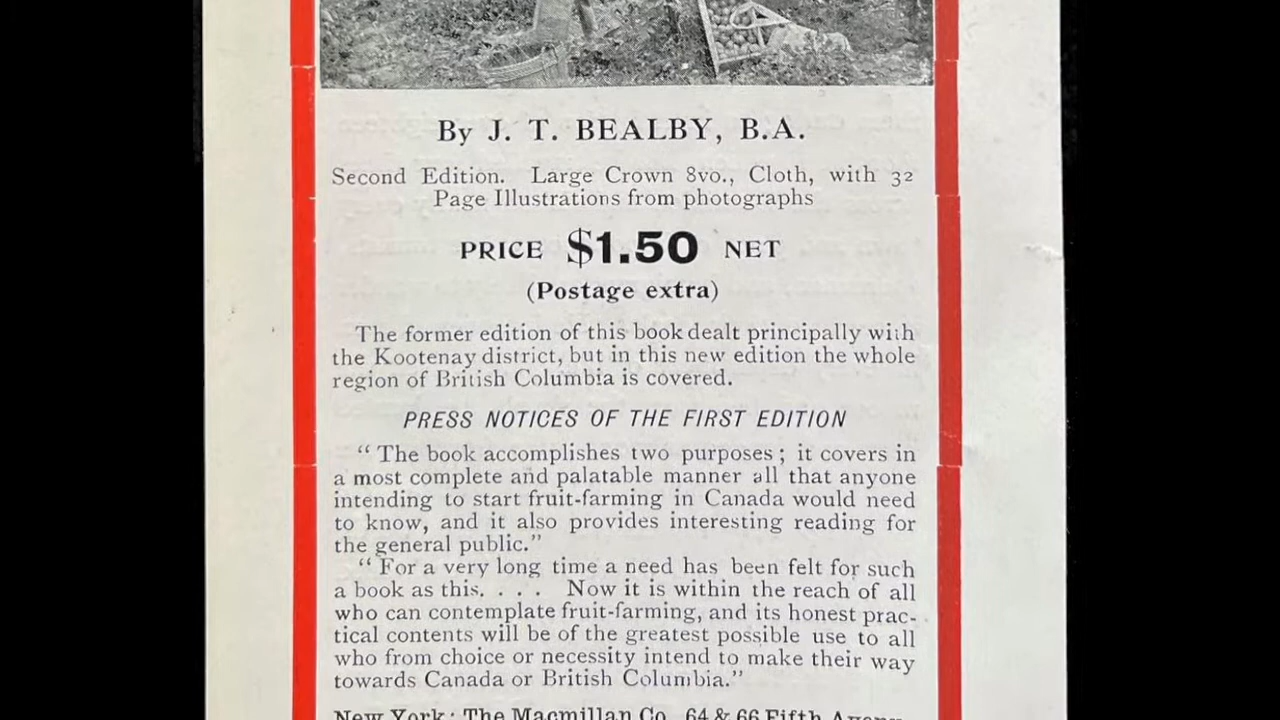 By J. T. BEALBY, B.A.
Second Edition. Large Crown 8vo., Cloth, with 32
Page Illustrations from photographs
PRICE $1.50 NET
(Postage extra)
The former edition of this book dealt principally with
the Kootenay district, but in this new edition the whole
region of British Columbia is covered.
PRESS NOTICES OF THE FIRST EDITION
“ The book accomplishes two purposes ; it covers in
a most complete and palatable manner all that anyone
intending to start fruit-farming in Canada would need
to know, and it also provides interesting reading for
the general public.”
“ For a very long time a need has been felt for such
a book as this. . . . Now it is within the reach of all
who can contemplate fruit-farming, and its honest prac-
tical contents will be of the greatest possible use to all
who from choice or necessity intend to make their way
towards Canada or British Columbia.”
New York : The Macmillan Co., 64 & 66 Fifth Avenue